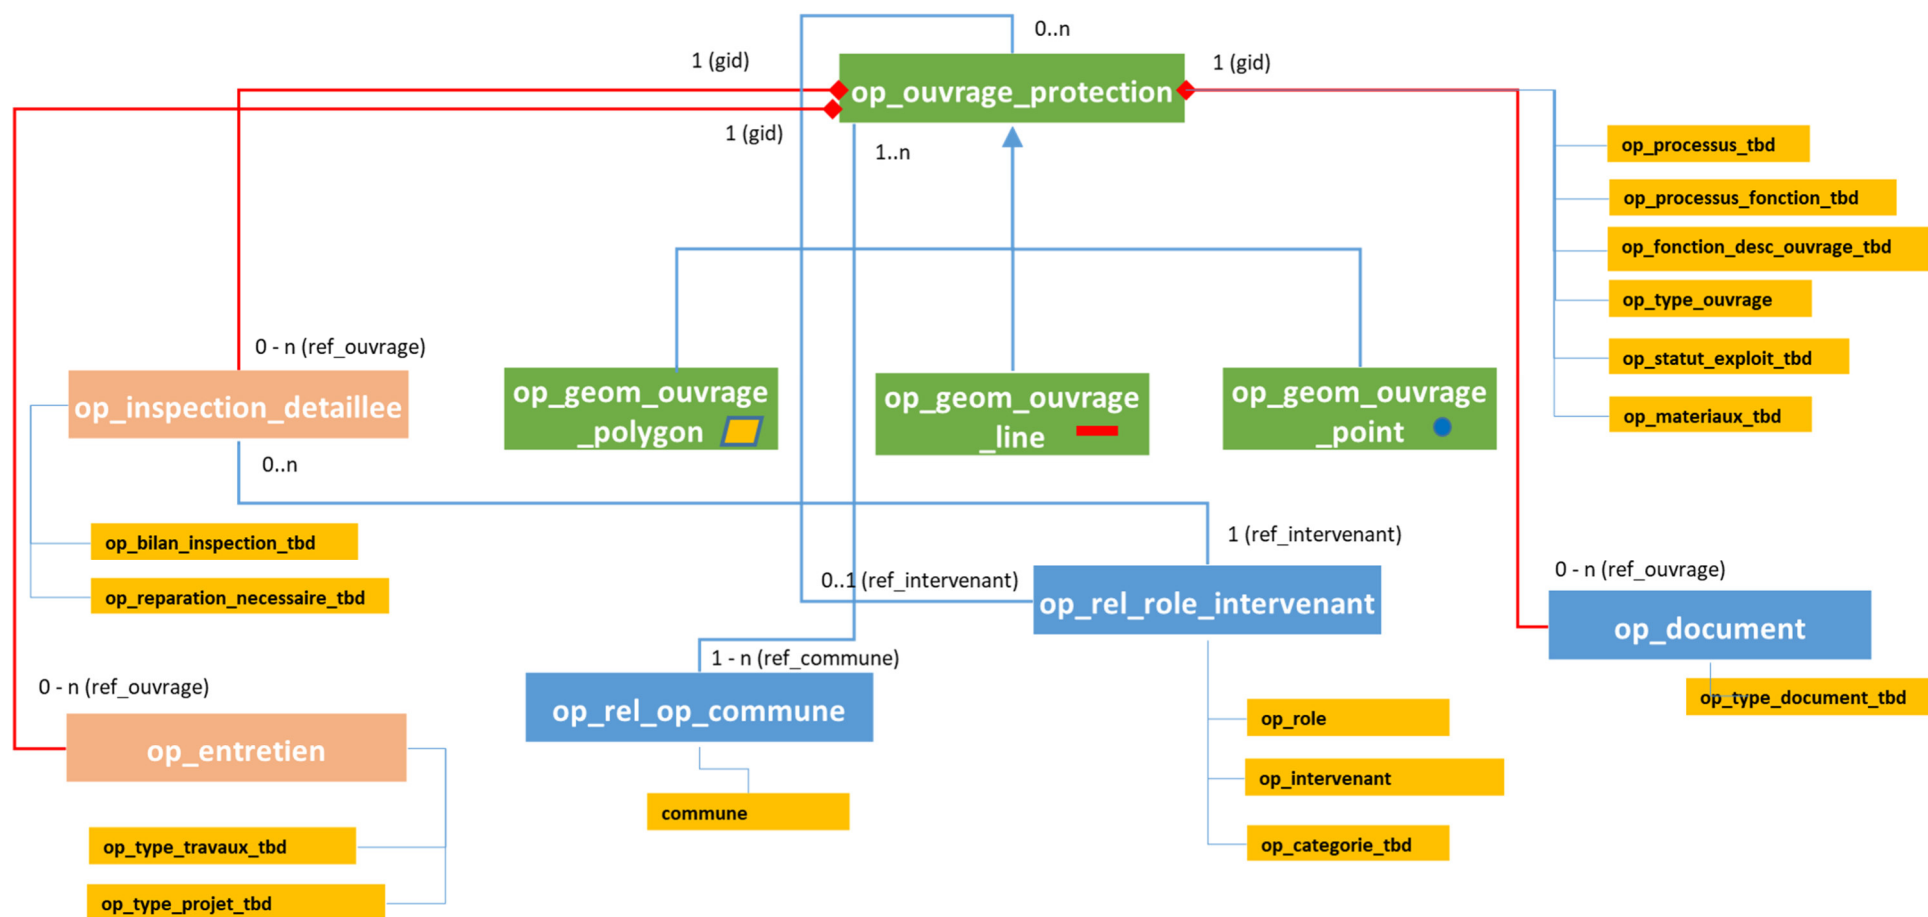 0..n
1 (gid)
1 (gid)
op_ouvrage_protection
1 (gid)
1..n
op_processus_tbd
op_processus_fonction_tbd
op_fonction_desc_ouvrage_tbd
op_type_ouvrage
op_statut_exploit_tbd
op_materiaux_tbd
0 - n (ref_ouvrage)
op_inspection_detaillee
0..n
op_geom_ouvrage
_polygon
op_geom_ouvrage
_line
op_geom_ouvrage
_point
op_bilan_inspection_tbd
op_reparation_necessaire_tbd
1 (ref_intervenant)
0..1 (ref_intervenant)
op_rel_role_intervenant
0 - n (ref_ouvrage)
op_document
op_type_document_tbd
1 - n (ref_commune)
op_rel_op_commune
commune
0 - n (ref_ouvrage)
op_entretien
op_type_travaux_tbd
op_type_projet_tbd
op_role
op_intervenant
op_categorie_tbd